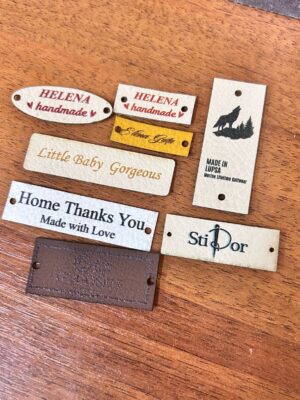 HELENA
handmade
HELENA
handmade
Little Baby Gorgeous
MADE IN
LUPSA
Home Thanks You
Made with Love
StiDor